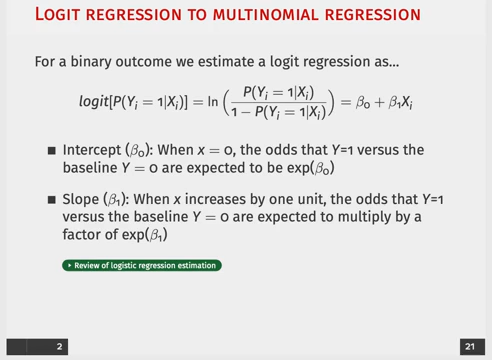 Logit regression to multinomial regression
For a binary outcome we estimate a logit regression as...
logit[P(Yᵢ = 1|Xᵢ)] = ln (P(Yᵢ = 1|Xᵢ) / 1 − P(Yᵢ = 1|Xᵢ)) = β₀ + β₁Xᵢ
■ Intercept (β₀): When x = 0, the odds that Y=1 versus the
baseline Y = 0 are expected to be exp(β₀)
■ Slope (β₁): When x increases by one unit, the odds that Y=1
versus the baseline Y = 0 are expected to multiply by a
factor of exp(β₁)
▸ Review of logistic regression estimation
2
21